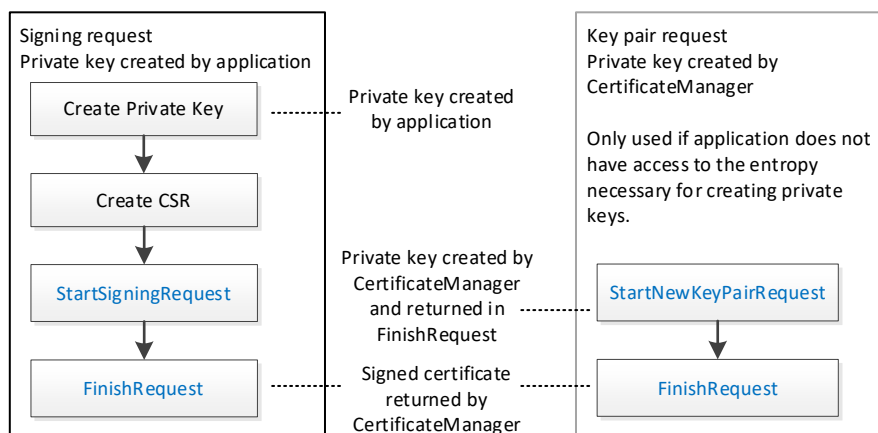 Signing request
Private key created by application
Create Private Key
Create CSR
StartSigningRequest
FinishRequest
Private key created
by application
Private key created by
CertificateManager
and returned in
FinishRequest
Signed certificate
returned by
CertificateManager
Key pair request
Private key created by
CertificateManager
Only used if application does not
have access to the entropy
necessary for creating private
keys.
StartNewKeyPairRequest
FinishRequest